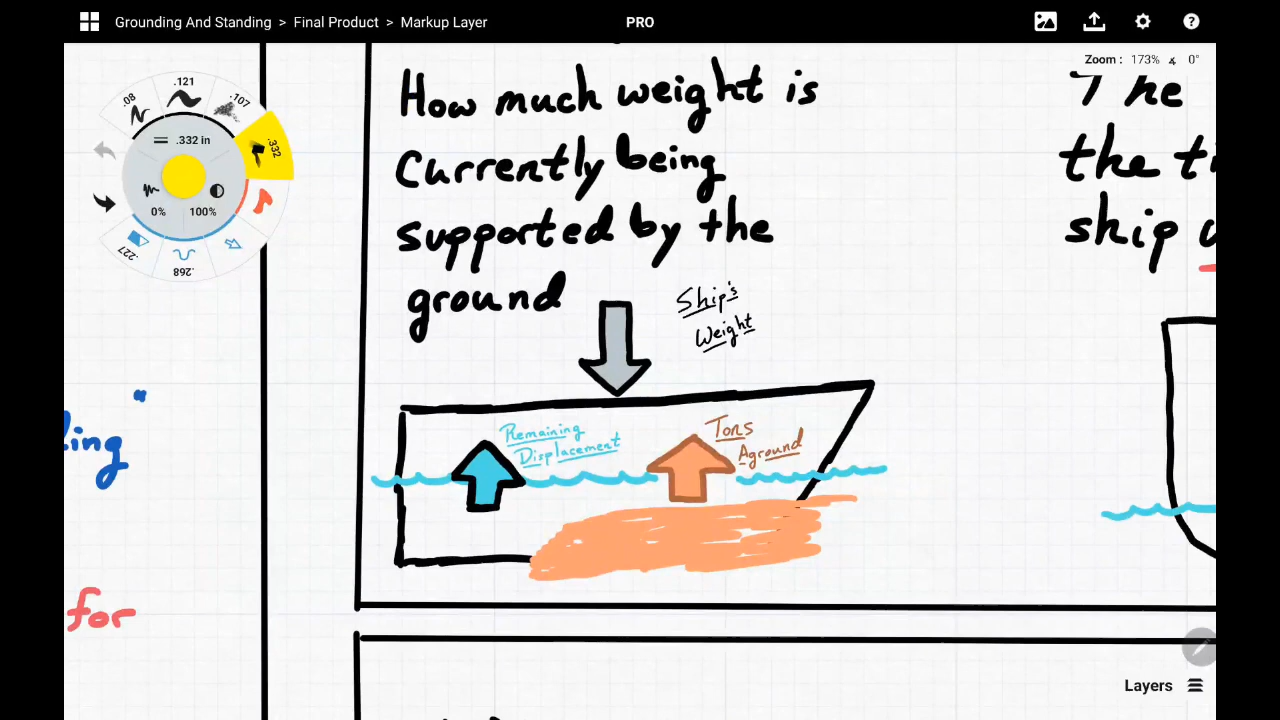 Grounding And Standing > Final Product > Markup Layer
PRO
Zoom : 173% 0°
.08
.121
.107
.332
.332 in
0% 100%
.227
.268
How much weight is
Currently being
supported by the
ground
Ship's
Weight
Remaining
Displacement
Tons
Aground
The
the ti
ship
ling"
for
Layers